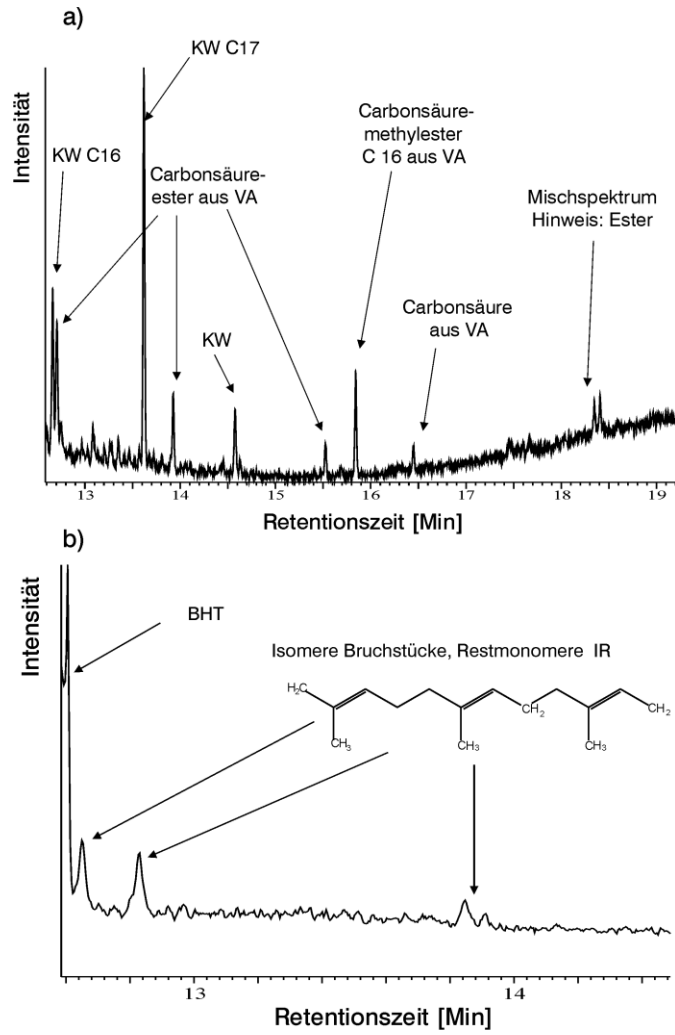 a)
KW C17
Intensität
KW C16
Carbonsäure-
ester aus VA
Carbonsäure-
methylester
C 16 aus VA
Mischspektrum
Hinweis: Ester
KW
Carbonsäure
aus VA
13
14
15
16
17
18
19
Retentionszeit [Min]
b)
Intensität
BHT
Isomere Bruchstücke, Restmonomere IR
H₂C
CH₃
CH₂
CH₃
CH₃
CH₂
13
14
Retentionszeit [Min]